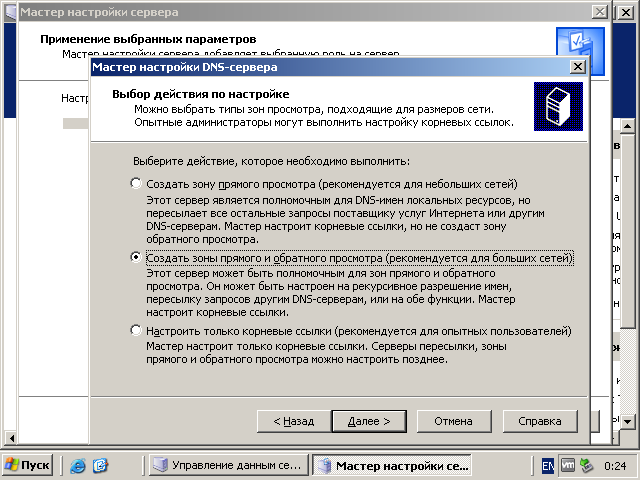 Мастер настройки сервера
Применение выбранных параметров
Мастер настройки сервера добавляет выбранную роль на сервер.
Мастер настройки DNS-сервера
Выбор действия по настройке
Можно выбрать типы зон просмотра, подходящие для размеров сети.
Опытные администраторы могут выполнить настройку корневых ссылок.
Выберите действие, которое необходимо выполнить:
Создать зону прямого просмотра (рекомендуется для небольших сетей)
Этот сервер является полномочным для DNS-имен локальных ресурсов, но
пересылает все остальные запросы поставщику услуг Интернета или другим
DNS-серверам. Мастер настроит корневые ссылки, но не создаст зону
обратного просмотра.
Создать зоны прямого и обратного просмотра (рекомендуется для больших сетей)
Этот сервер может быть полномочным для зон прямого и обратного
просмотра. Он может быть настроен на рекурсивное разрешение имен,
пересылку запросов другим DNS-серверам, или на обе функции. Мастер
настроит корневые ссылки.
Настроить только корневые ссылки (рекомендуется для опытных пользователей)
Мастер настроит только корневые ссылки. Серверы пересылки, зоны
прямого и обратного просмотра можно настроить позднее.
< Назад
Далее >
Отмена
Справка
Пуск
Управление данным се...
Мастер настройки се...
EN
vm
0:24